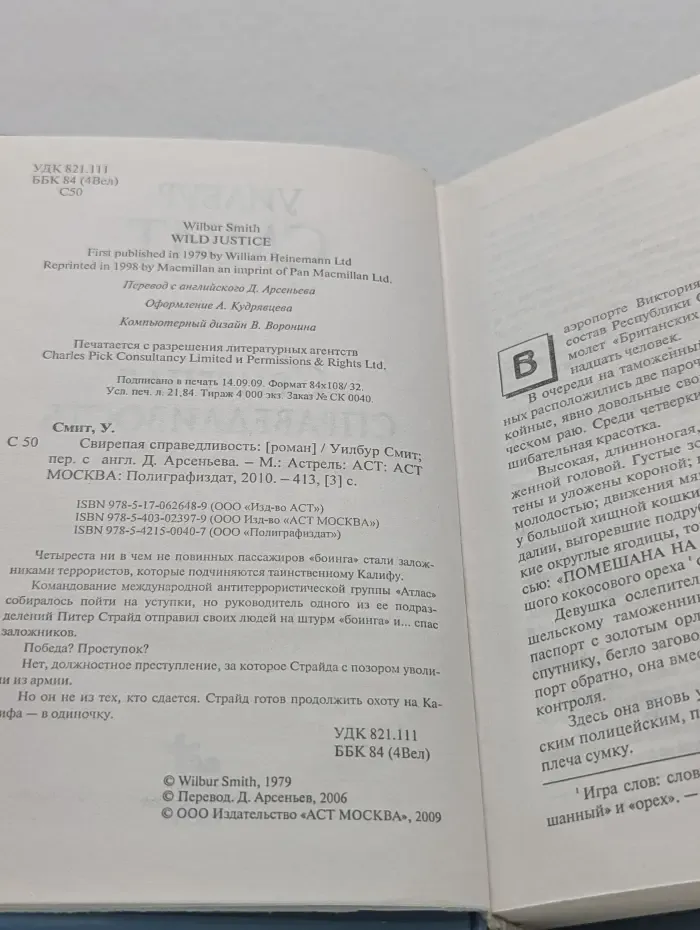 УДК 821.111
ББК 84 (4Вел)
С50
Wilbur Smith
WILD JUSTICE
First published in 1979 by William Heinemann Ltd
Reprinted in 1998 by Macmillan an imprint of Pan Macmillan Ltd.
Перевод с английского Д. Арсеньева
Оформление А. Кудрявцева
Компьютерный дизайн В. Воронина
Печатается с разрешения литературных агентств
Charles Pick Consultancy Limited и Permissions & Rights Ltd.
Подписано в печать 14.09.09. Формат 84х108/32.
Усл. печ. л. 21,84. Тираж 4 000 экз. Заказ № СК 0040.
Смит, У.
С 50 Свирепая справедливость: [роман] / Уилбур Смит;
пер. с англ. Д. Арсеньева. – М.: Астрель: АСТ: АСТ
МОСКВА: Полиграфиздат, 2010. – 413, [3] с.
ISBN 978-5-17-062648-9 (ООО «Изд-во АСТ»)
ISBN 978-5-403-02397-9 (ООО Изд-во «АСТ МОСКВА»)
ISBN 978-5-4215-0040-7 (ООО «Полиграфиздат»)
Четыреста ни в чем не повинных пассажиров «боинга» стали залож-
никами террористов, которые подчиняются таинственному Калифу.
Командование международной антитеррористической группы «Атлас»
собиралось пойти на уступки, но руководитель одного из ее подраз-
делений Питер Страйд отправил своих людей на штурм «боинга» и... спас
заложников.
Победа? Проступок?
Нет, должностное преступление, за которое Страйда с позором уволи-
ли из армии.
Но он не из тех, кто сдается. Страйд готов продолжить охоту на Ка-
лифа — в одиночку.
УДК 821.111
ББК 84 (4Вел)
© Wilbur Smith, 1979
© Перевод. Д. Арсеньев, 2006
© ООО Издательство «АСТ МОСКВА», 2009
В
аэропорте Виктория
состав Республики
молет «Британских
надцать человек.
В очереди на таможенный
ных расположились две пароч
койные, явно довольные сво
ческом раю. Среди четверки
шибательная красотка.
Высокая, длинноногая,
женной головой. Густые зо
тены и уложены короной;
молодостью; движения мя
у большой хищной кошки
далии, выгоревшие подру
кие округлые ягодицы, то
сью: «ПОМЕШАНА НА
шого кокосового ореха¹
Девушка ослепител
шельскому таможенни
паспорт с золотым орл
спутнику, бегло загово
порт обратно, она вмес
контроля.
Здесь она вновь у
ским полицейским, п
плеча сумку.
¹ Игра слов: слов
шанный» и «орех». —